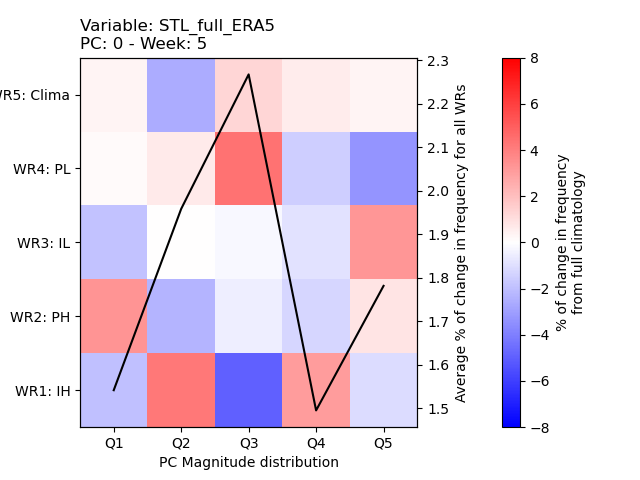 Variable: STL_full_ERA5
PC: 0 - Week: 5
WR5: Clima
WR4: PL
WR3: IL
WR2: PH
WR1: IH
Q1 Q2 Q3 Q4 Q5
PC Magnitude distribution
2.3
2.2
2.1
2.0
1.9
1.8
1.7
1.6
1.5
Average % of change in frequency for all WRs
8
6
4
2
0
−2
−4
−6
−8
% of change in frequency
from full climatology